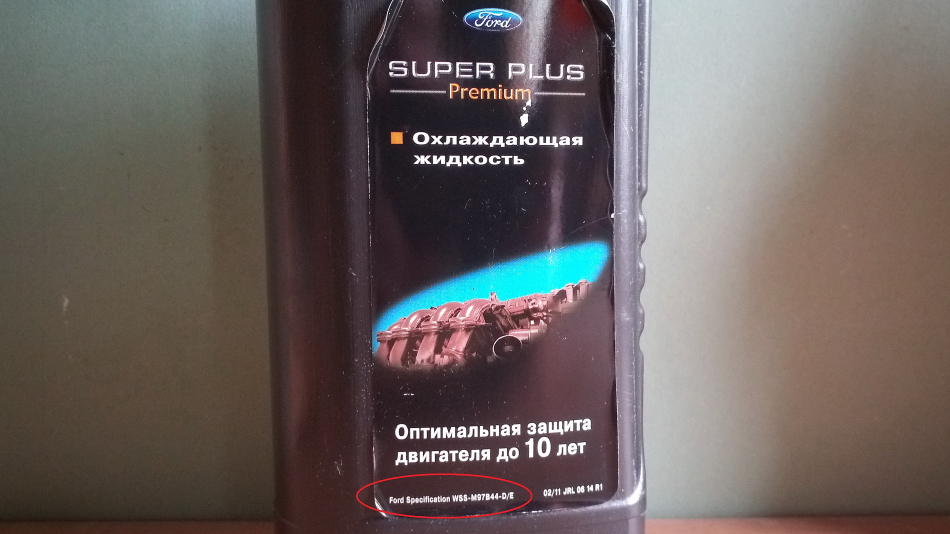 Ford
SUPER PLUS
Premium
Охлаждающая
жидкость
Оптимальная защита
двигателя до 10 лет
Ford Specification WSS-M97B44-D/E
02/11 JRL 06 14 R1